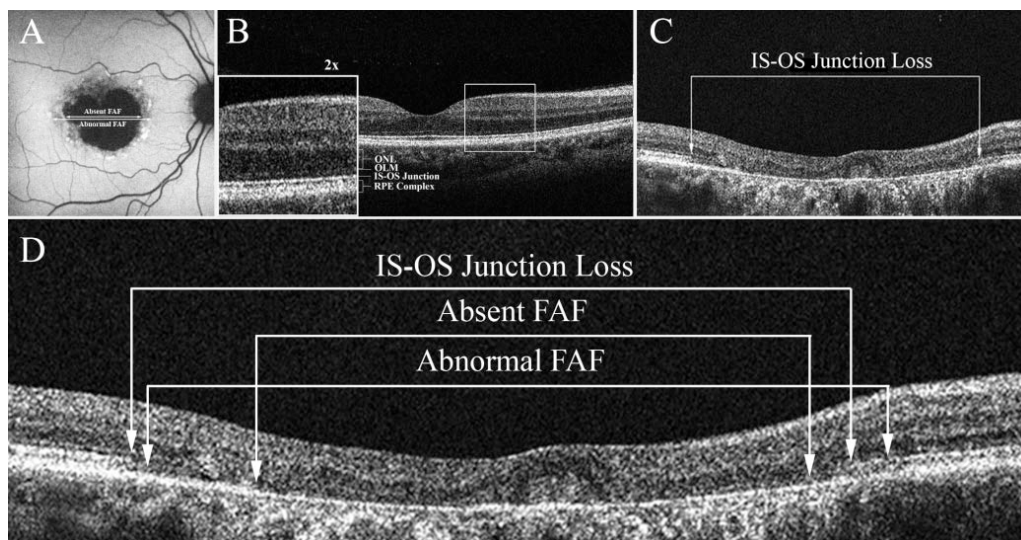 A
Absent FAF
Abnormal FAF
B
2x
ONL
OLM
IS-OS Junction
RPE Complex
C
IS-OS Junction Loss
D
IS-OS Junction Loss
Absent FAF
Abnormal FAF